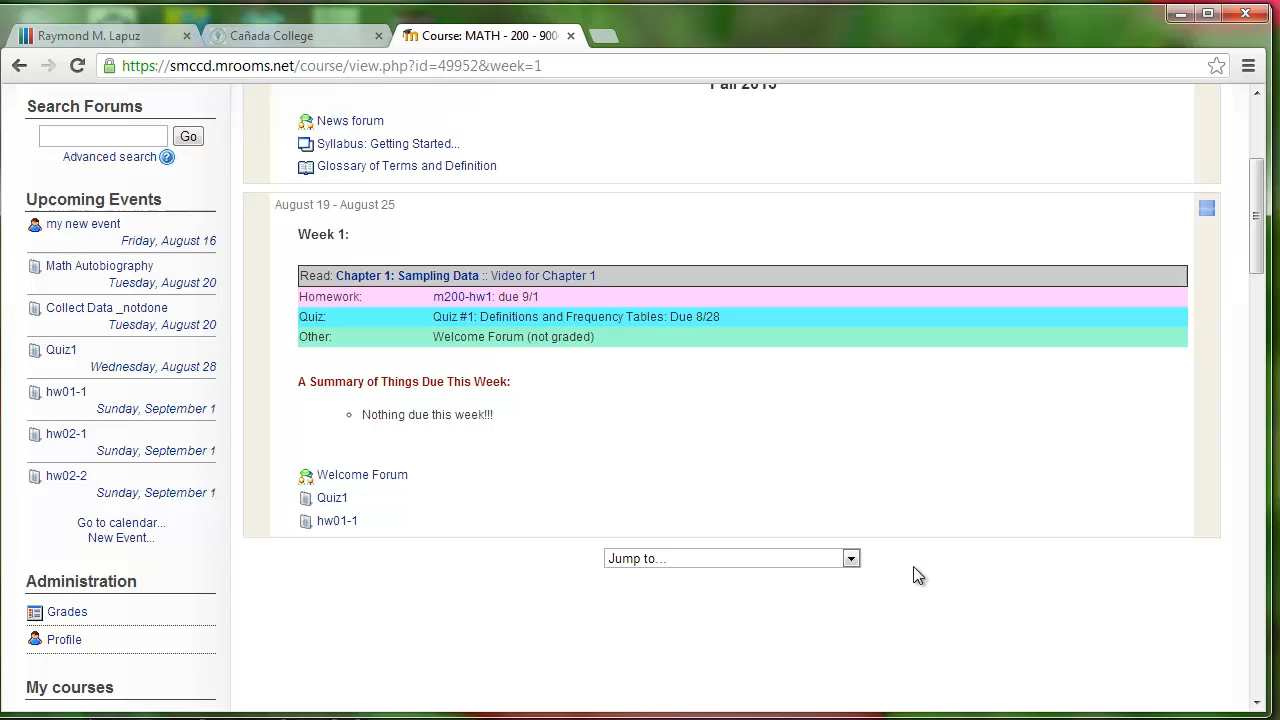 Raymond M. Lapuz
Cañada College
Course: MATH - 200 - 900
https://smccd.mrooms.net/course/view.php?id=49952&week=1
Search Forums
Go
Advanced search
Upcoming Events
my new event
Friday, August 16
Math Autobiography
Tuesday, August 20
Collect Data _notdone
Tuesday, August 20
Quiz1
Wednesday, August 28
hw01-1
Sunday, September 1
hw02-1
Sunday, September 1
hw02-2
Sunday, September 1
Go to calendar...
New Event...
Administration
Grades
Profile
My courses
Fall 2013
News forum
Syllabus: Getting Started...
Glossary of Terms and Definition
August 19 - August 25
Week 1:
Read: Chapter 1: Sampling Data :: Video for Chapter 1
Homework: m200-hw1: due 9/1
Quiz: Quiz #1: Definitions and Frequency Tables: Due 8/28
Other: Welcome Forum (not graded)
A Summary of Things Due This Week:
Nothing due this week!!!
Welcome Forum
Quiz1
hw01-1
Jump to...